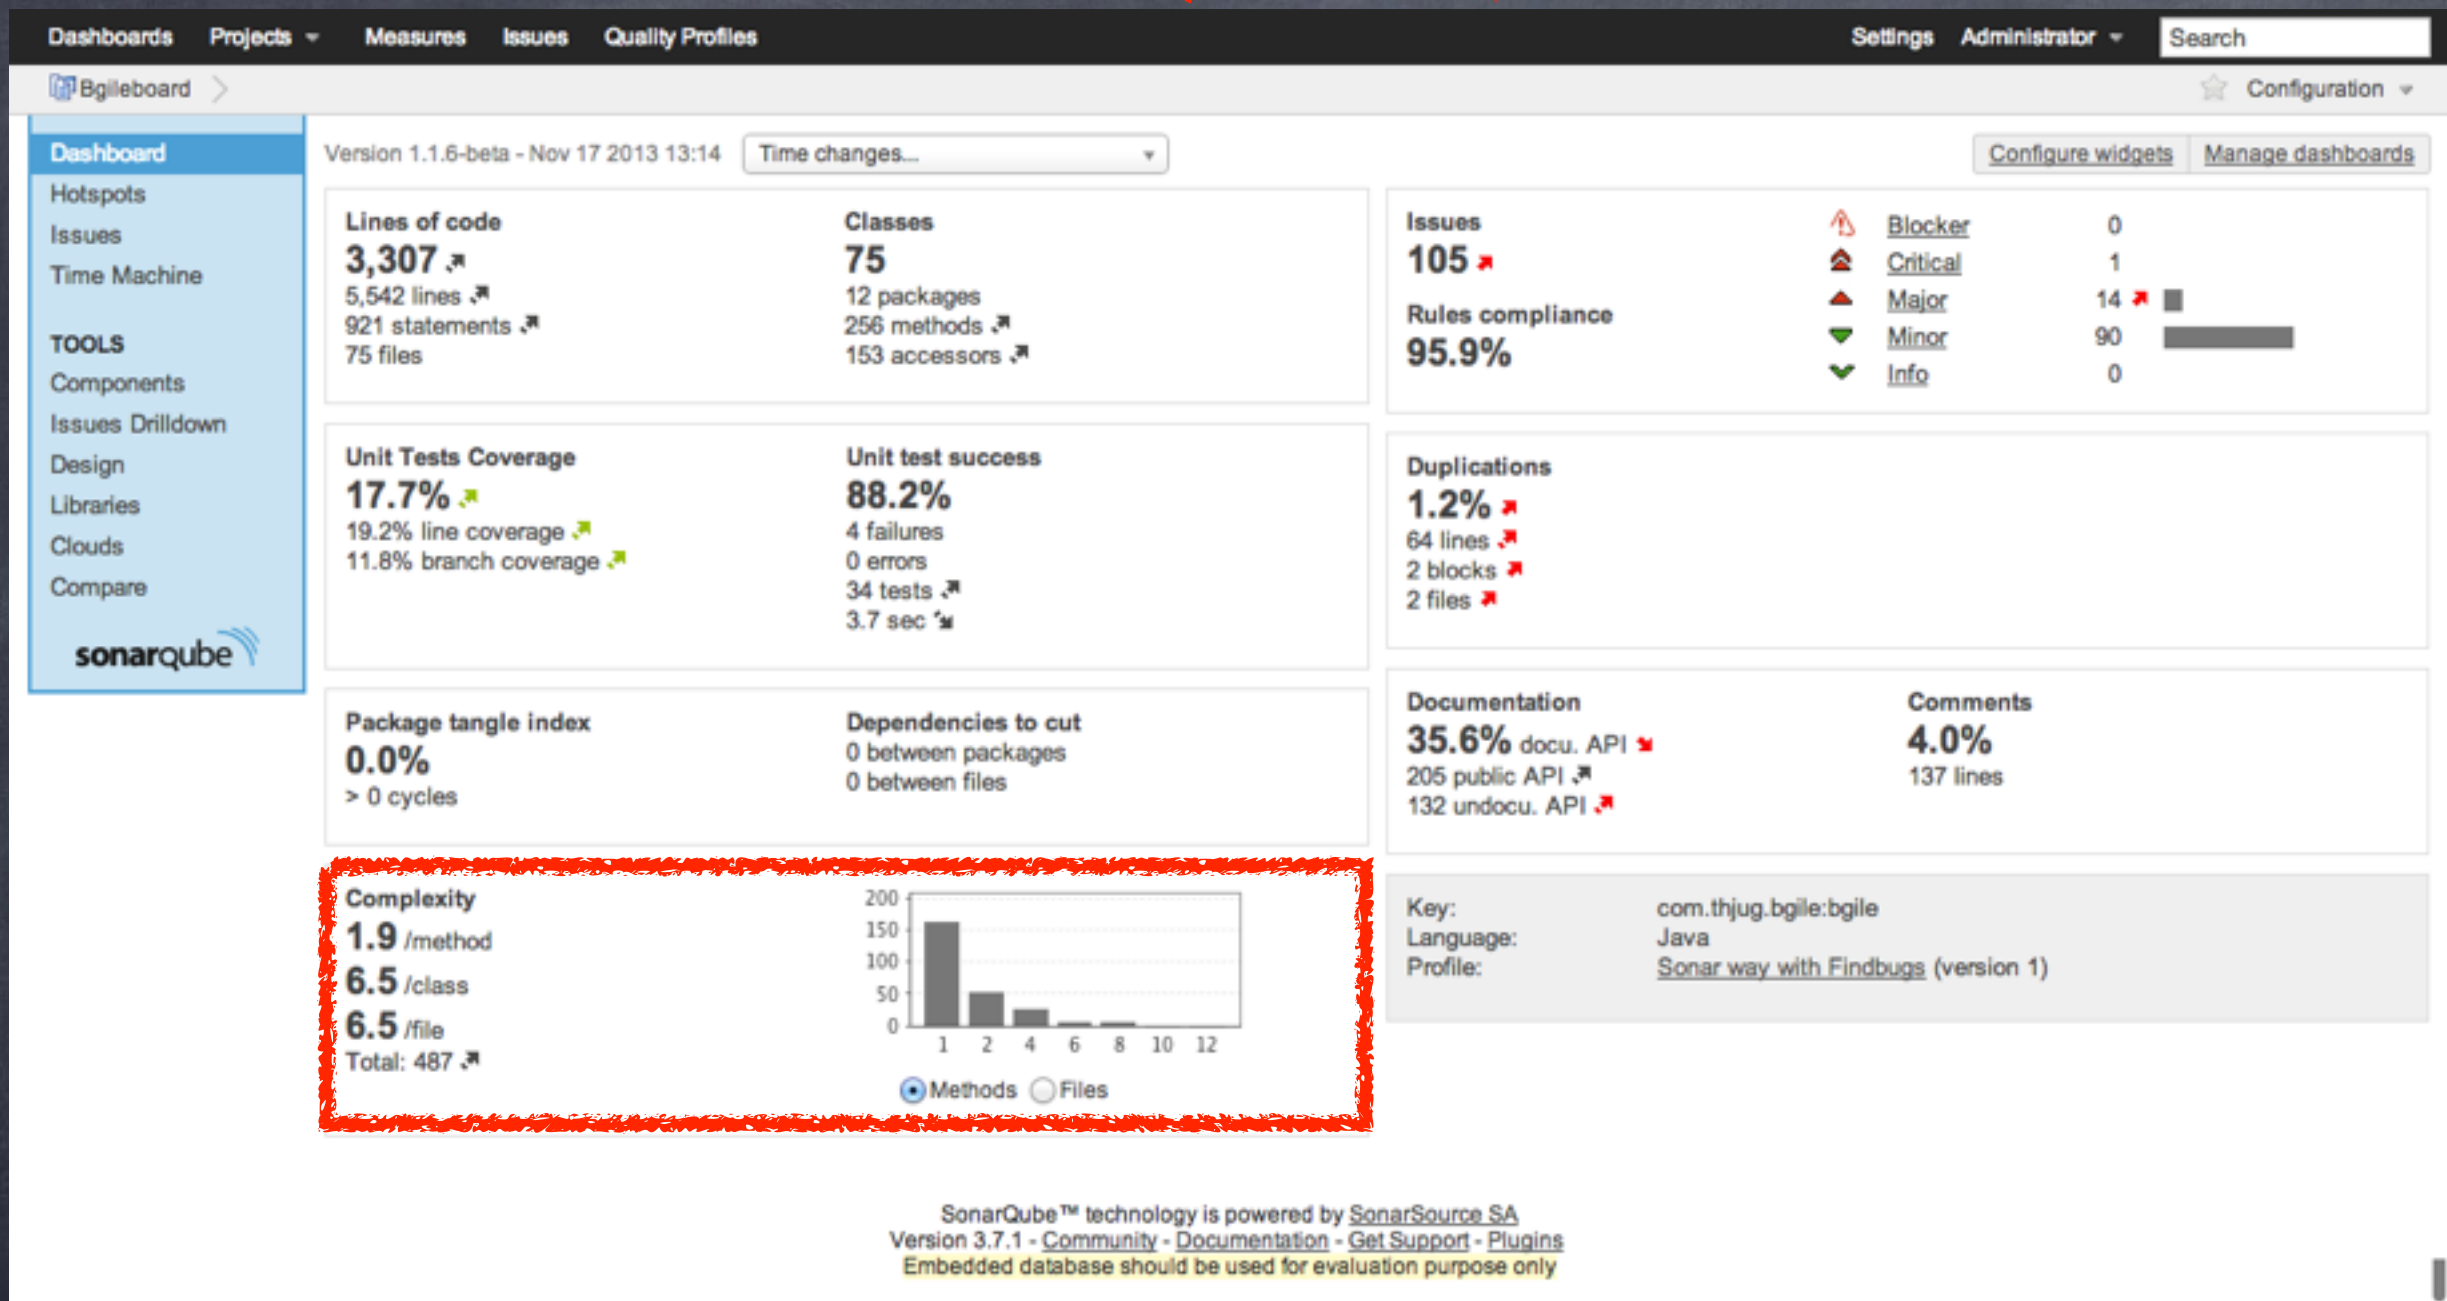 Dashboards Projects Measures Issues Quality Profiles Settings Administrator Search
Bgileboard Configuration
Dashboard
Hotspots
Issues
Time Machine
TOOLS
Components
Issues Drilldown
Design
Libraries
Clouds
Compare
sonarqube
Version 1.1.6-beta - Nov 17 2013 13:14 Time changes... Configure widgets Manage dashboards
Lines of code
3,307
5,542 lines
921 statements
75 files
Classes
75
12 packages
256 methods
153 accessors
Issues
105
Rules compliance
95.9%
Blocker 0
Critical 1
Major 14
Minor 90
Info 0
Unit Tests Coverage
17.7%
19.2% line coverage
11.8% branch coverage
Unit test success
88.2%
4 failures
0 errors
34 tests
3.7 sec
Duplications
1.2%
64 lines
2 blocks
2 files
Package tangle index
0.0%
> 0 cycles
Dependencies to cut
0 between packages
0 between files
Documentation
35.6% docu. API
205 public API
132 undocu. API
Comments
4.0%
137 lines
Complexity
1.9 /method
6.5 /class
6.5 /file
Total: 487
200
150
100
50
0
1 2 4 6 8 10 12
Methods Files
Key: com.thjug.bgile:bgile
Language: Java
Profile: Sonar way with Findbugs (version 1)
SonarQube™ technology is powered by SonarSource SA
Version 3.7.1 - Community - Documentation - Get Support - Plugins
Embedded database should be used for evaluation purpose only